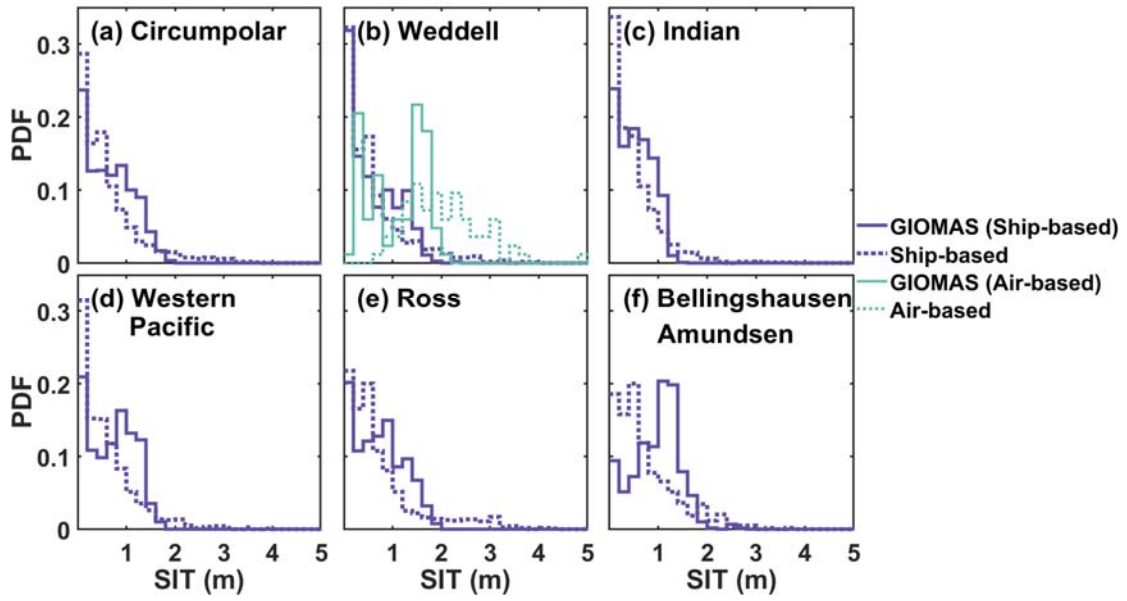 (a) Circumpolar
(b) Weddell
(c) Indian
0.3
0.2
0.1
0
PDF
GIOMAS (Ship-based)
Ship-based
GIOMAS (Air-based)
Air-based
(d) Western
Pacific
(e) Ross
(f) Bellingshausen
Amundsen
0.3
0.2
0.1
0
PDF
1 2 3 4 5
1 2 3 4 5
1 2 3 4 5
SIT (m)
SIT (m)
SIT (m)